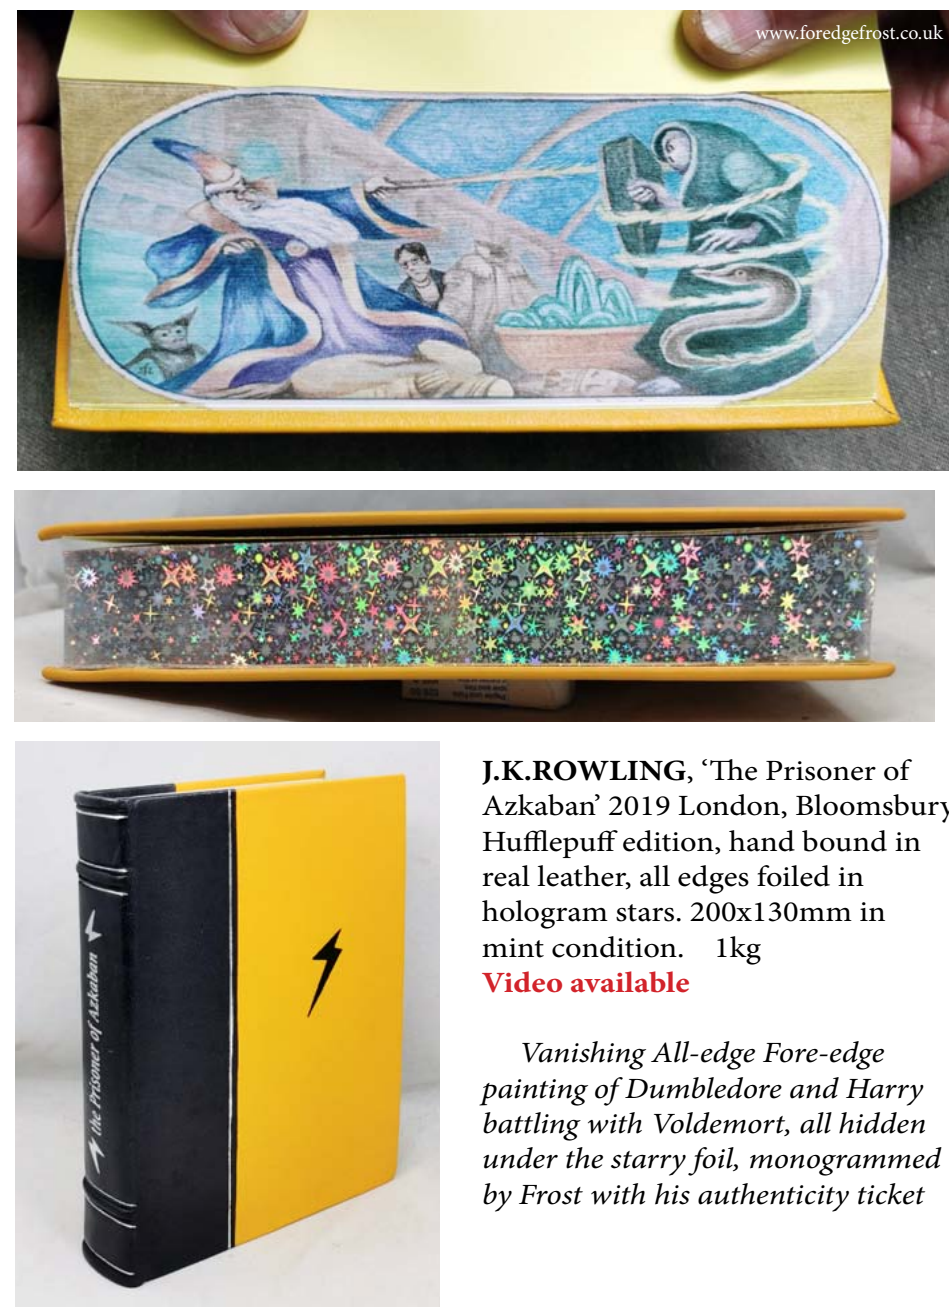 www.foredgefrost.co.uk
the Prisoner of Azkaban
J.K.ROWLING, ‘The Prisoner of
Azkaban’ 2019 London, Bloomsbury
Hufflepuff edition, hand bound in
real leather, all edges foiled in
hologram stars. 200x130mm in
mint condition. 1kg
Video available
Vanishing All-edge Fore-edge
painting of Dumbledore and Harry
battling with Voldemort, all hidden
under the starry foil, monogrammed
by Frost with his authenticity ticket